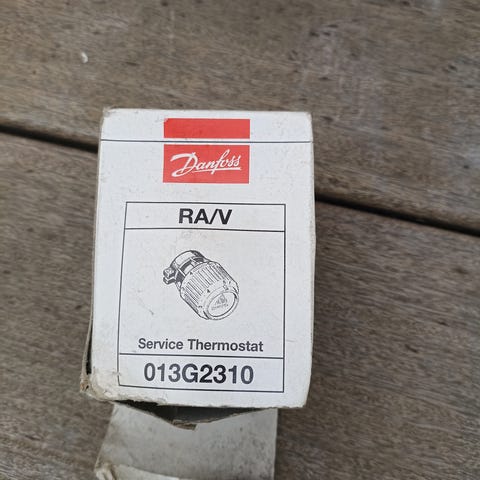 Danfoss
RA/V
Service Thermostat
013G2310